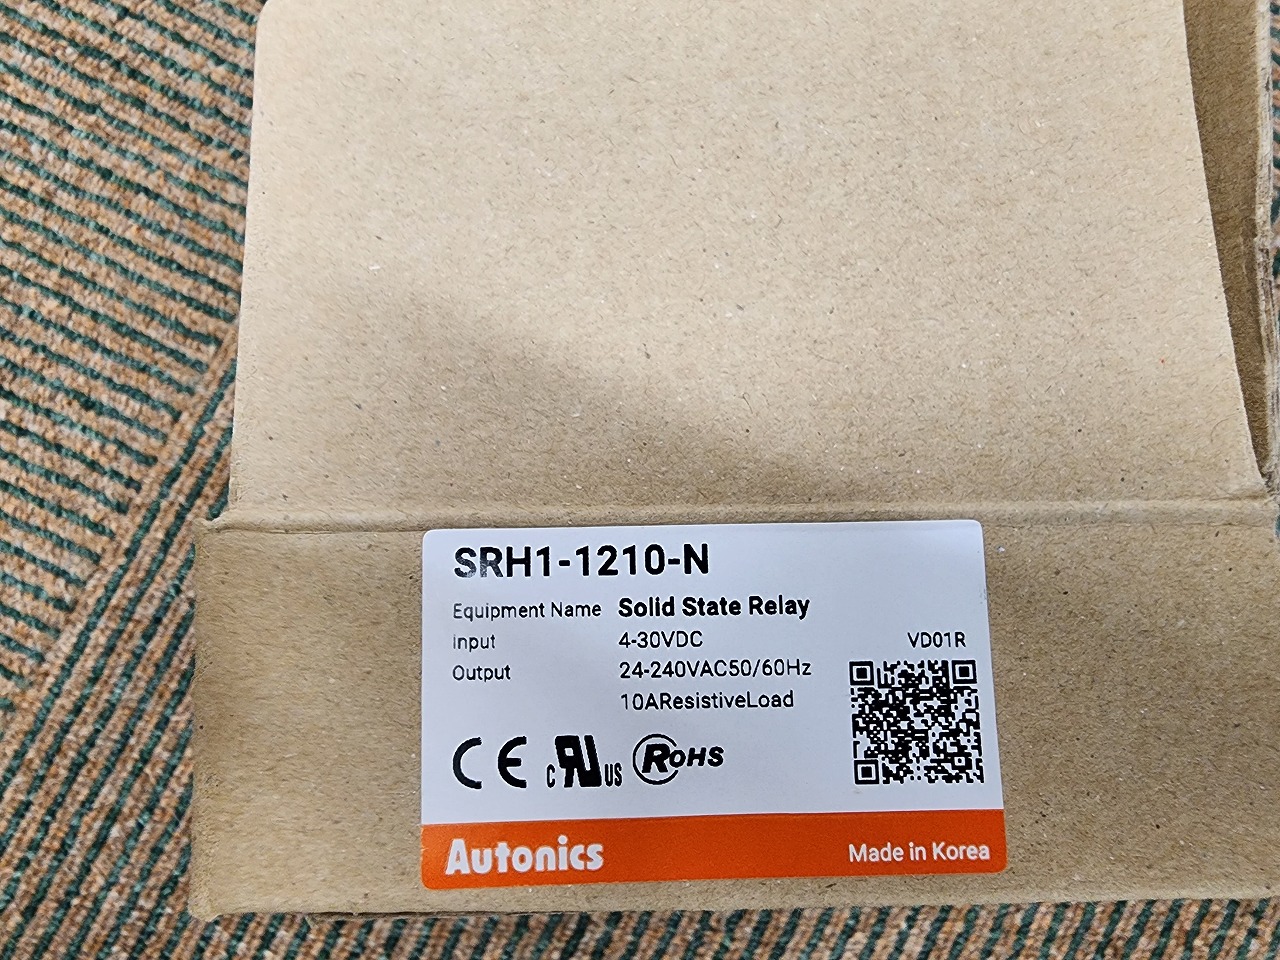 SRH1-1210-N
Equipment Name Solid State Relay
Input 4-30VDC
VD01R
Output 24-240VAC50/60Hz
10AResistiveLoad
CE c RU US RoHS
Autonics
Made in Korea